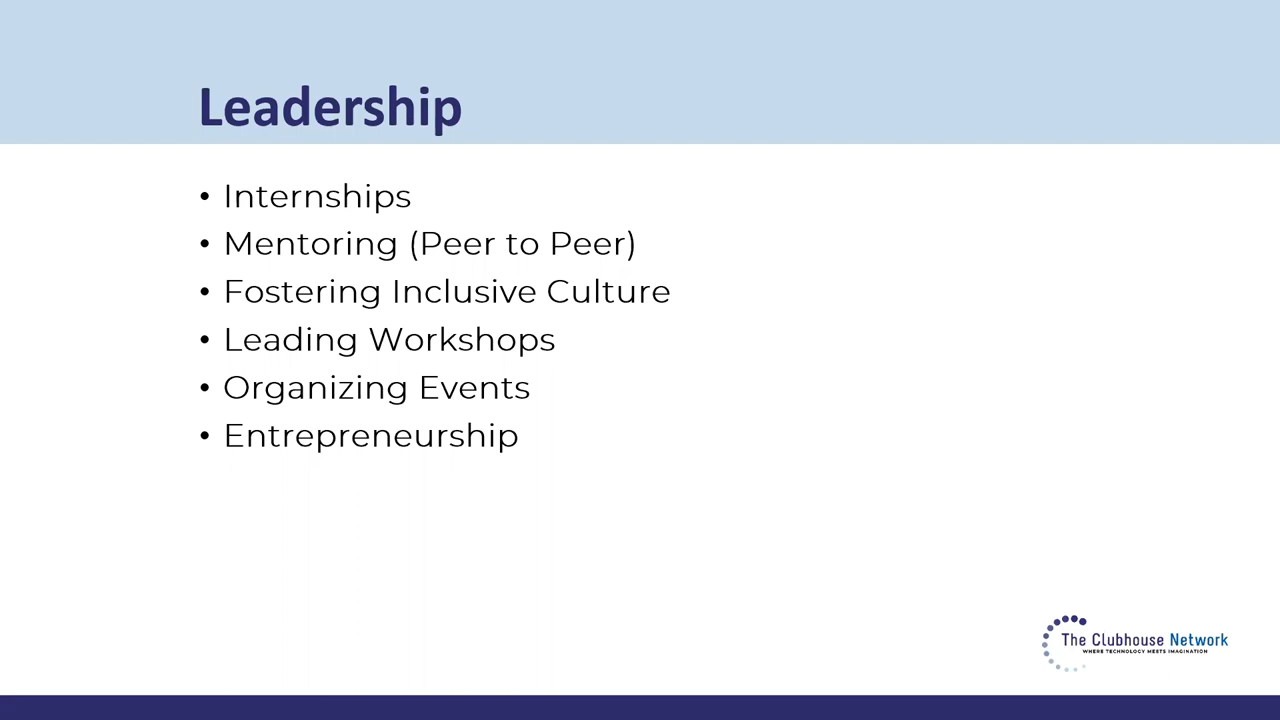 Leadership
• Internships
• Mentoring (Peer to Peer)
• Fostering Inclusive Culture
• Leading Workshops
• Organizing Events
• Entrepreneurship
The Clubhouse Network
WHERE TECHNOLOGY MEETS IMAGINATION